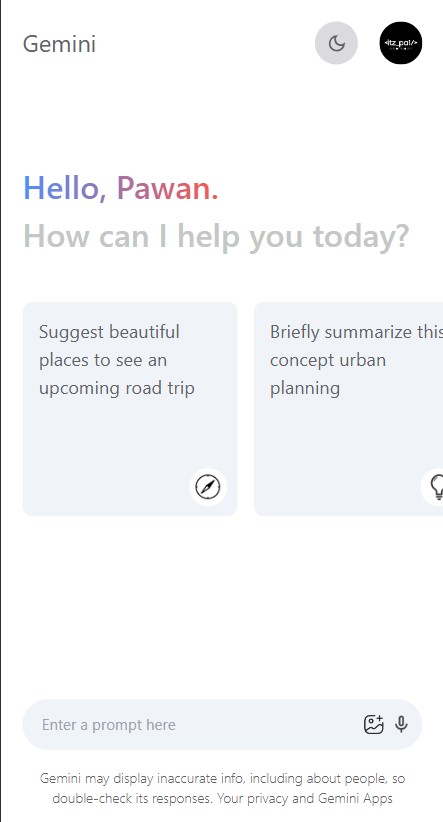 Gemini
<itz_pa1/>
Hello, Pawan.
How can I help you today?
Suggest beautiful
places to see an
upcoming road trip
Briefly summarize this
concept urban
planning
Enter a prompt here
Gemini may display inaccurate info, including about people, so
double-check its responses. Your privacy and Gemini Apps